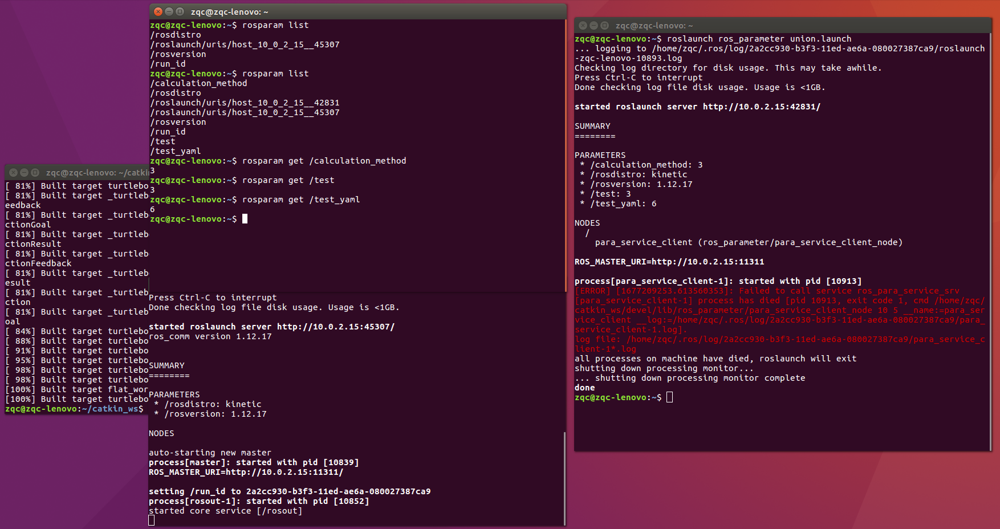 zqc@zqc-lenovo: ~
zqc@zqc-lenovo:~$ rosparam list
/rosdistro
/roslaunch/uris/host_10_0_2_15__45307
/rosversion
/run_id
zqc@zqc-lenovo:~$ rosparam list
/calculation_method
/rosdistro
/roslaunch/uris/host_10_0_2_15__42831
/roslaunch/uris/host_10_0_2_15__45307
/rosversion
/run_id
/test
/test_yaml
zqc@zqc-lenovo:~$ rosparam get /calculation_method
3
zqc@zqc-lenovo:~$ rosparam get /test
3
zqc@zqc-lenovo:~$ rosparam get /test_yaml
6
zqc@zqc-lenovo:~$
zqc@zqc-lenovo: ~/catkin
[ 81%] Built target turtlebo
[ 81%] Built target _turtleb
eedback
[ 81%] Built target _turtleb
ctionGoal
[ 81%] Built target _turtleb
ctionResult
[ 81%] Built target _turtleb
ctionFeedback
[ 81%] Built target _turtleb
esult
[ 81%] Built target _turtleb
ction
[ 81%] Built target _turtleb
oal
[ 84%] Built target turtlebo
[ 88%] Built target turtlebo
[ 91%] Built target turtlebo
[ 95%] Built target turtlebo
[ 98%] Built target turtlebo
[ 98%] Built target turtlebo
[100%] Built target flat_wor
[100%] Built target turtlebo
zqc@zqc-lenovo:~/catkin_ws$
Press Ctrl-C to interrupt
Done checking log file disk usage. Usage is <1GB.
started roslaunch server http://10.0.2.15:45307/
ros_comm version 1.12.17
SUMMARY
========
PARAMETERS
 * /rosdistro: kinetic
 * /rosversion: 1.12.17
NODES
auto-starting new master
process[master]: started with pid [10839]
ROS_MASTER_URI=http://10.0.2.15:11311/
setting /run_id to 2a2cc930-b3f3-11ed-ae6a-080027387ca9
process[rosout-1]: started with pid [10852]
started core service [/rosout]
zqc@zqc-lenovo: ~
zqc@zqc-lenovo:~$ roslaunch ros_parameter union.launch
... logging to /home/zqc/.ros/log/2a2cc930-b3f3-11ed-ae6a-080027387ca9/roslaunch
-zqc-lenovo-10893.log
Checking log directory for disk usage. This may take awhile.
Press Ctrl-C to interrupt
Done checking log file disk usage. Usage is <1GB.
started roslaunch server http://10.0.2.15:42831/
SUMMARY
========
PARAMETERS
 * /calculation_method: 3
 * /rosdistro: kinetic
 * /rosversion: 1.12.17
 * /test: 3
 * /test_yaml: 6
NODES
  /
    para_service_client (ros_parameter/para_service_client_node)
ROS_MASTER_URI=http://10.0.2.15:11311
process[para_service_client-1]: started with pid [10913]
[ERROR] [1677209253.613560353]: Failed to call service ros_para_service_srv
[para_service_client-1] process has died [pid 10913, exit code 1, cmd /home/zqc/
catkin_ws/devel/lib/ros_parameter/para_service_client_node 10 5 __name:=para_ser
vice_client __log:=/home/zqc/.ros/log/2a2cc930-b3f3-11ed-ae6a-080027387ca9/para_
service_client-1.log].
log file: /home/zqc/.ros/log/2a2cc930-b3f3-11ed-ae6a-080027387ca9/para_service_c
lient-1*.log
all processes on machine have died, roslaunch will exit
shutting down processing monitor...
... shutting down processing monitor complete
done
zqc@zqc-lenovo:~$